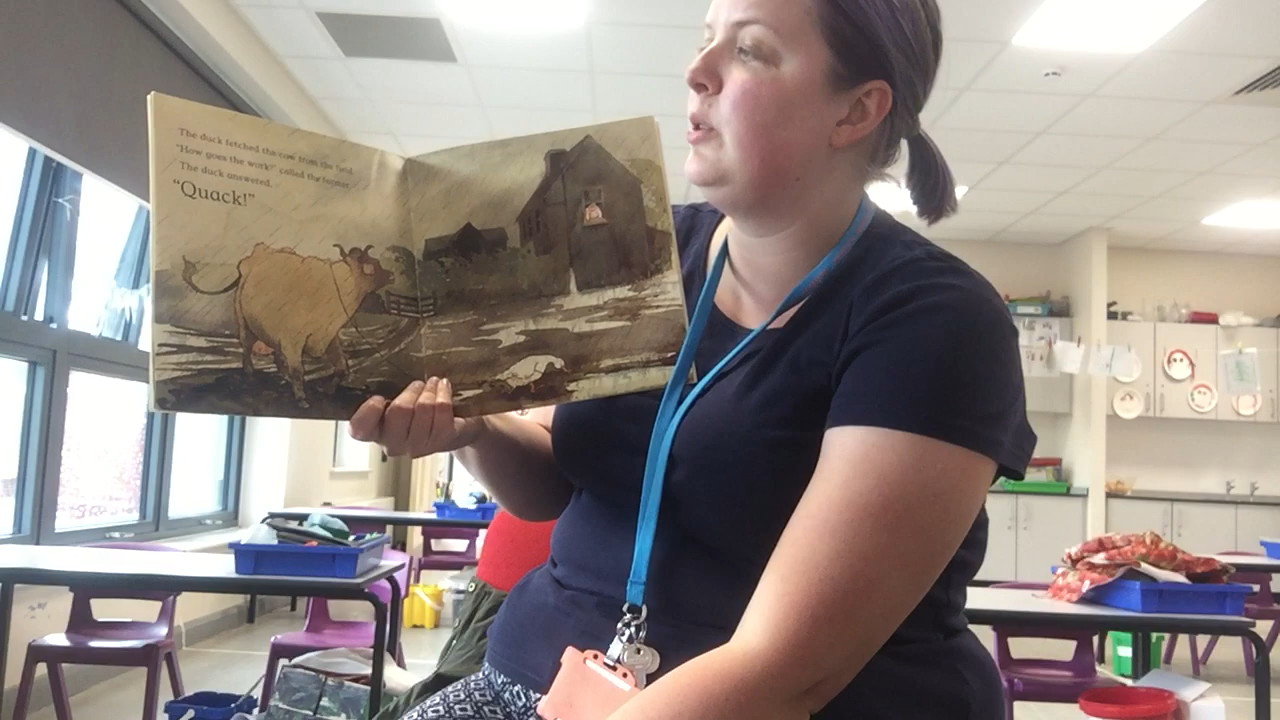 The duck fetched the cow from the field.
"How goes the work?" called the farmer.
The duck answered,
"Quack!"